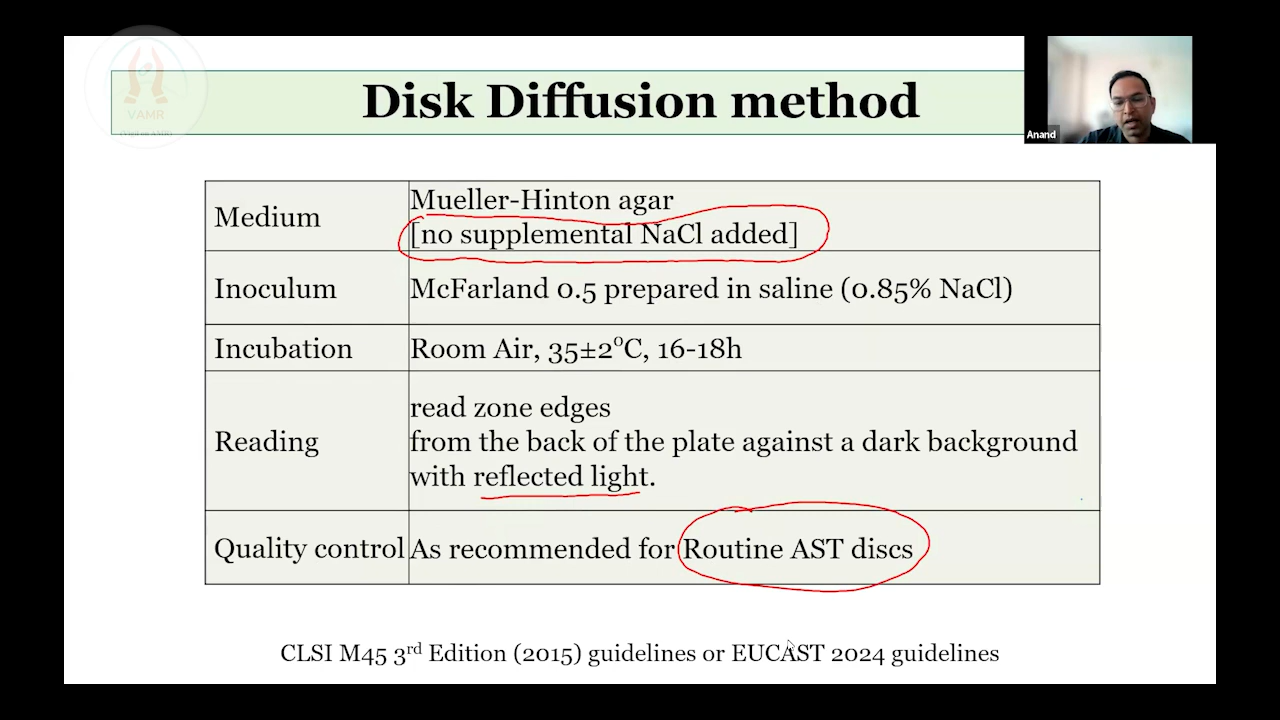 VAMR
Disk Diffusion method
Anand
Medium
Mueller-Hinton agar
[no supplemental NaCl added]
Inoculum
McFarland 0.5 prepared in saline (0.85% NaCl)
Incubation
Room Air, 35±2⁰C, 16-18h
Reading
read zone edges
from the back of the plate against a dark background
with reflected light.
Quality control
As recommended for Routine AST discs
CLSI M45 3rd Edition (2015) guidelines or EUCAST 2024 guidelines